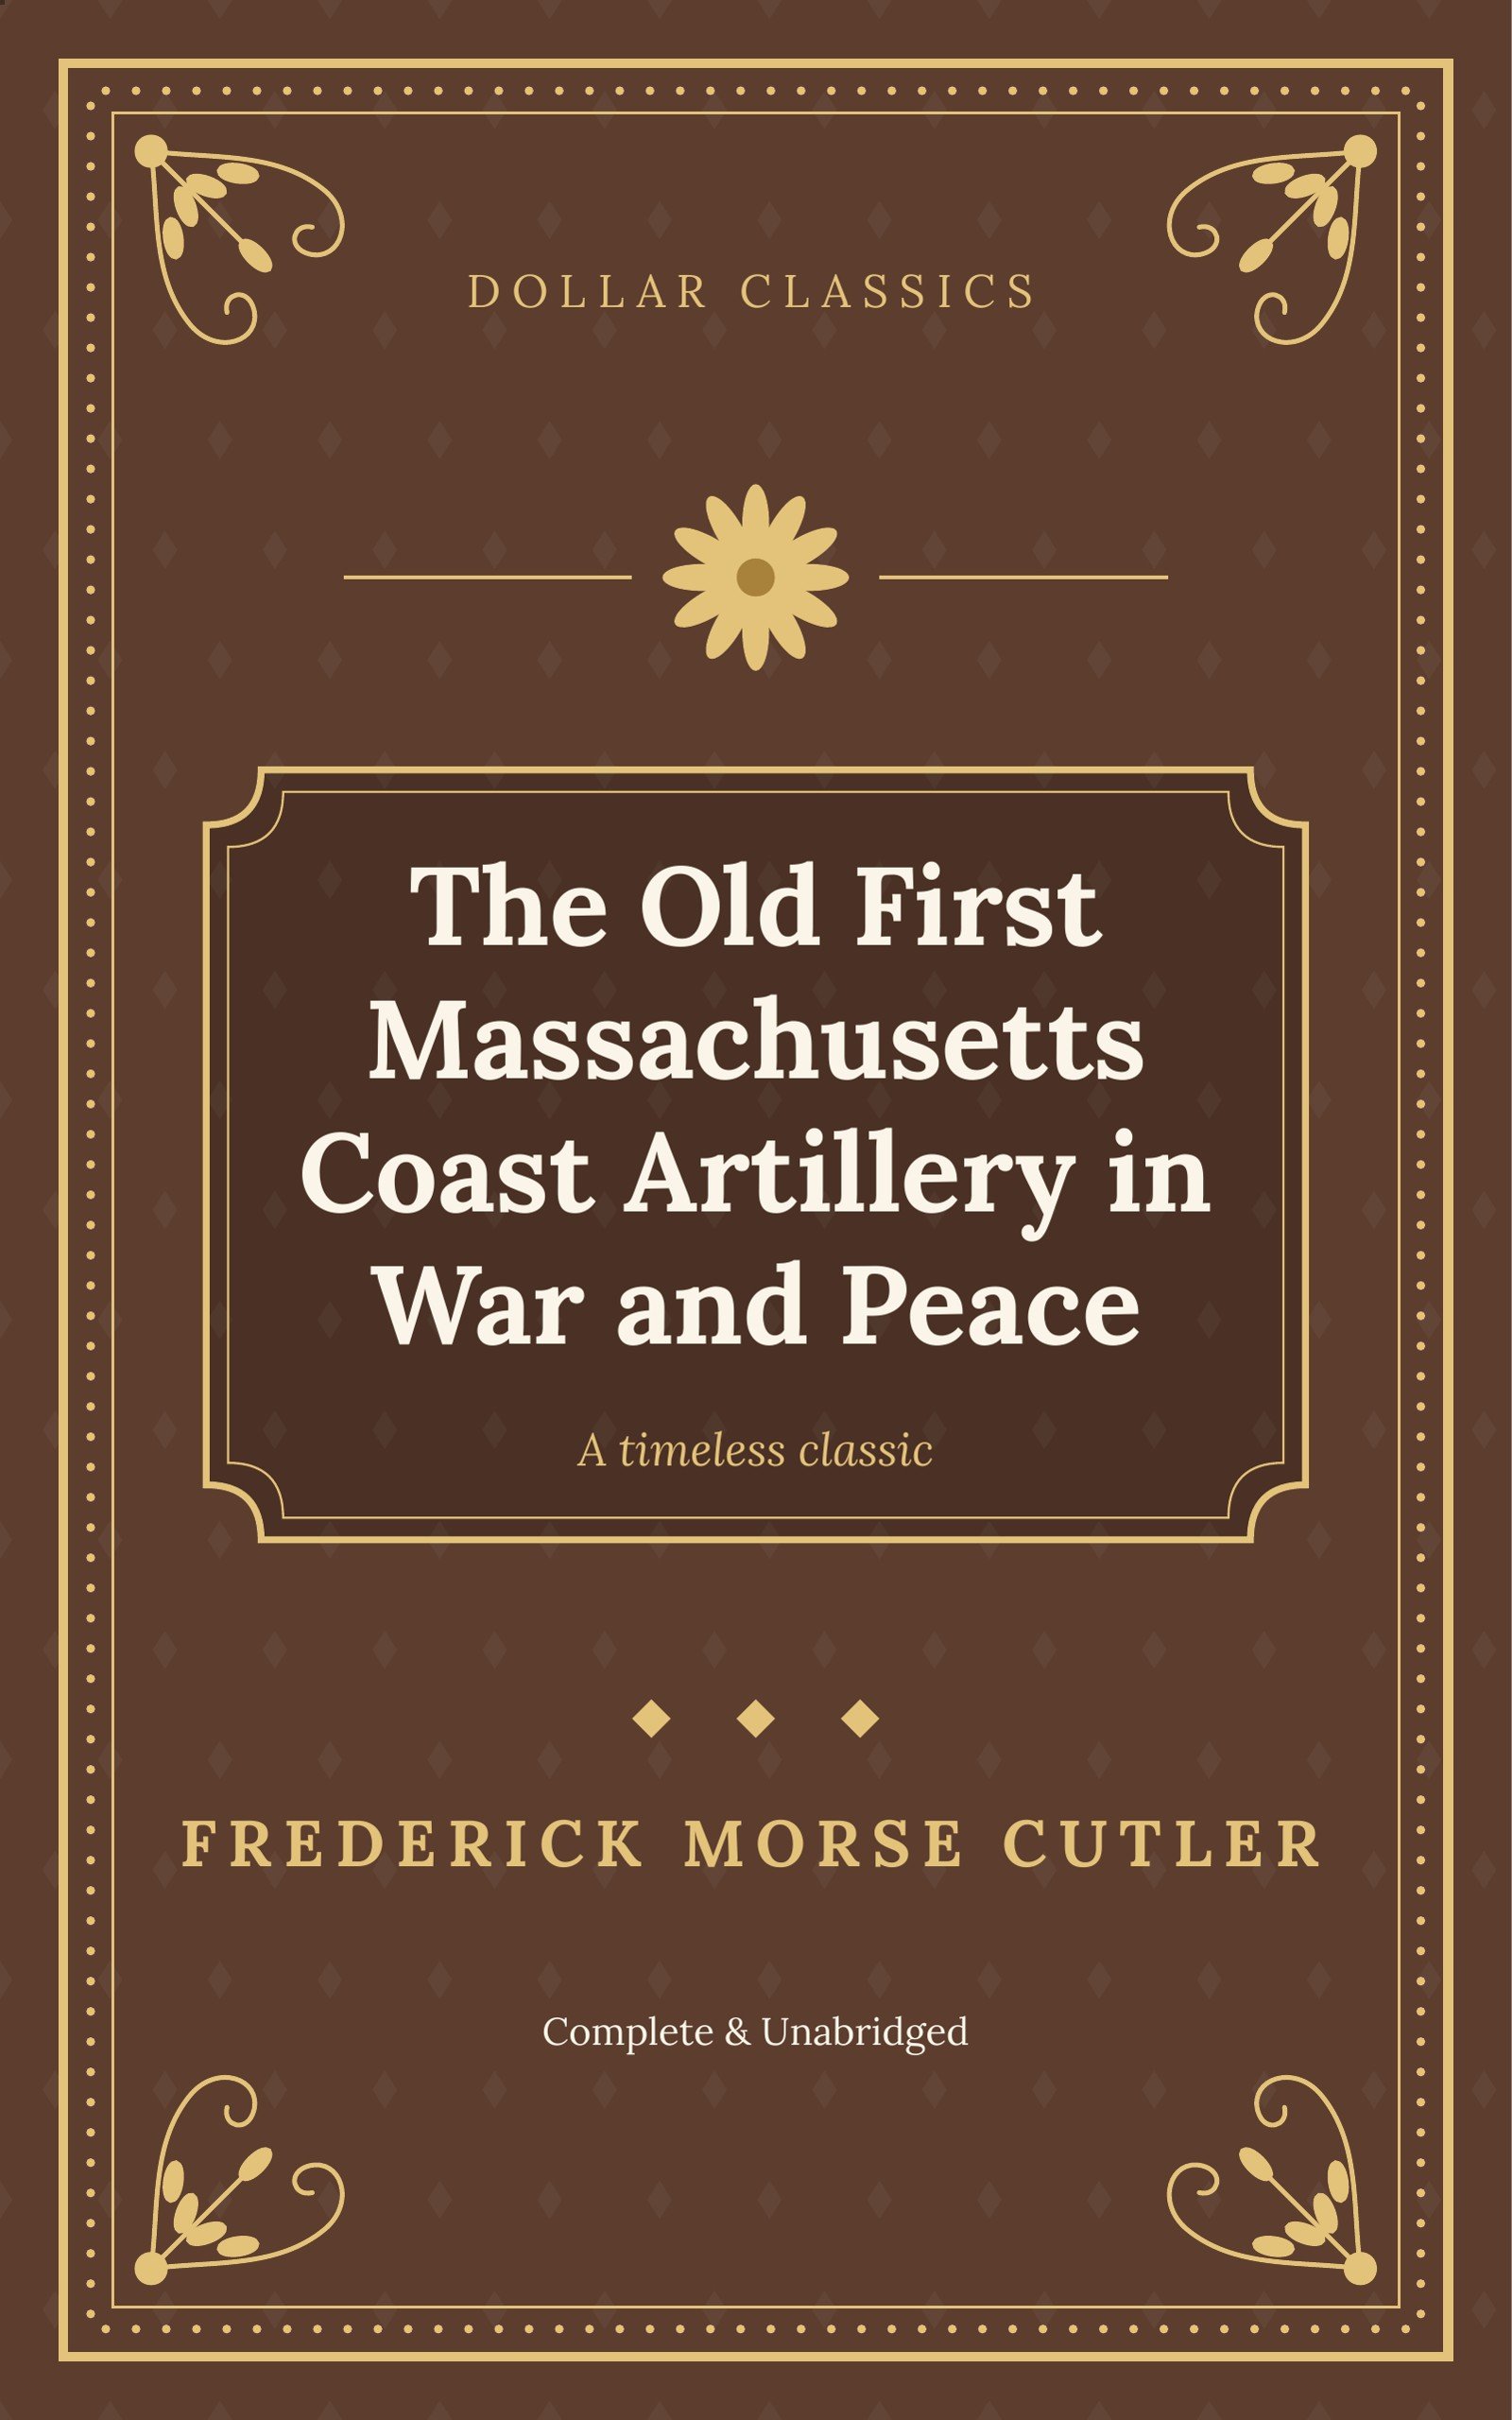 DOLLAR CLASSICS
The Old First
Massachusetts
Coast Artillery in
War and Peace
A timeless classic
FREDERICK MORSE CUTLER
Complete & Unabridged